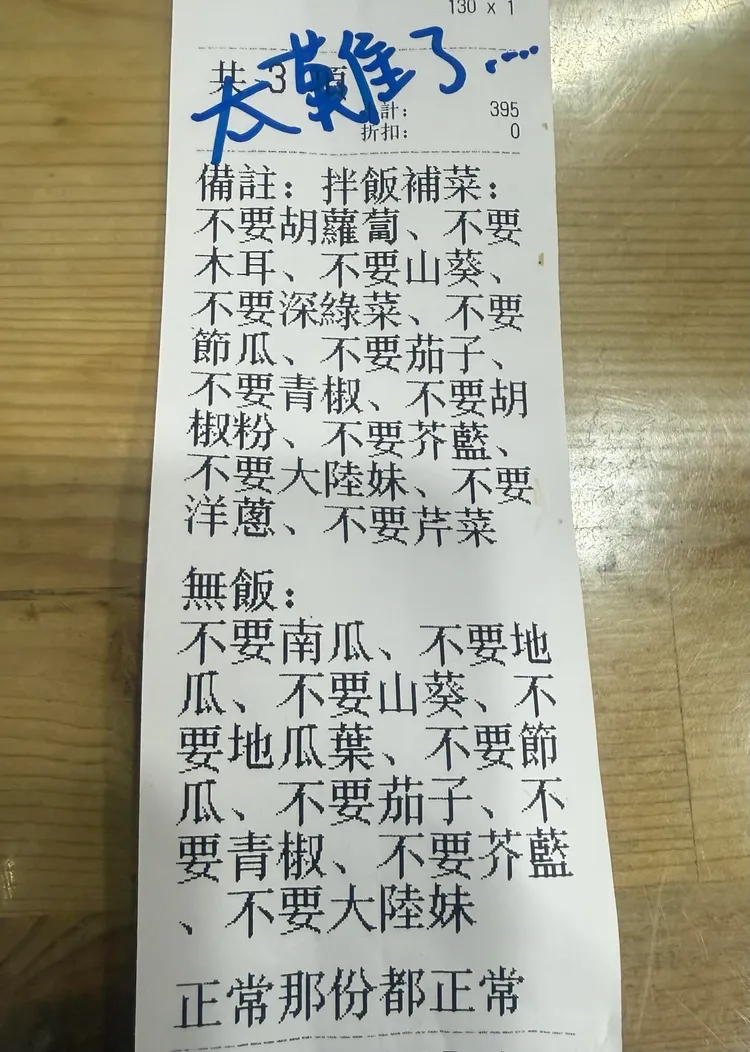 130 x 1
太難了....
共 3 項
小計: 395
折扣: 0
備註: 拌飯補菜:
不要胡蘿蔔、不要
木耳、不要山葵、
不要深綠菜、不要
節瓜、不要茄子、
不要青椒、不要胡
椒粉、不要芥藍、
不要大陸妹、不要
洋蔥、不要芹菜
無飯:
不要南瓜、不要地
瓜、不要山葵、不
要地瓜葉、不要節
瓜、不要茄子、不
要青椒、不要芥藍
、不要大陸妹
正常那份都正常